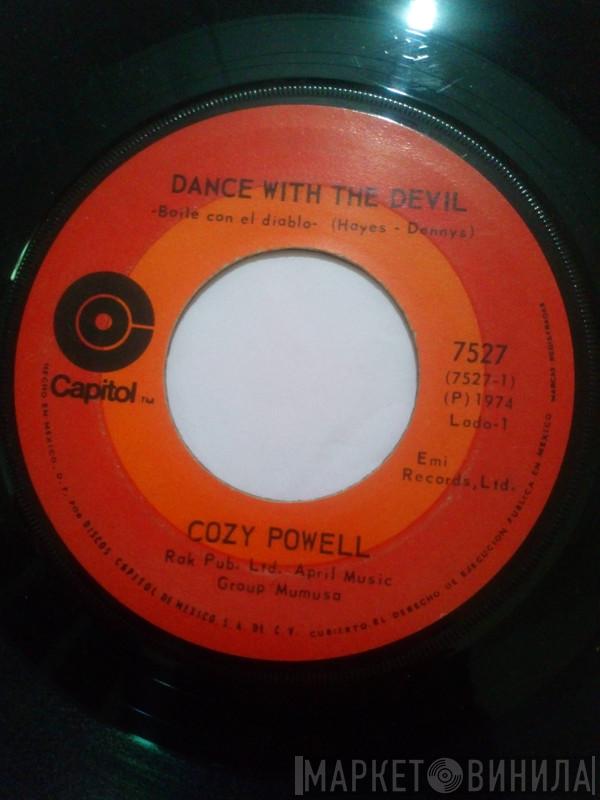 DANCE WITH THE DEVIL
-Baile con el diablo- (Hayes - Dennys)
Capitol TM
7527
(7527-1)
(P) 1974
Lado-1
Emi
Records, Ltd.
COZY POWELL
Rak Pub. Ltd. April Music
Group Mumusa
HECHO EN MEXICO, D.F. POR DISCOS CAPITOL DE MEXICO, S.A. DE C.V. CUBIERTO EL DERECHO DE EJECUCION PUBLICA EN MEXICO MARCAS REGISTRADAS
МАРКЕТ ВИНИЛА